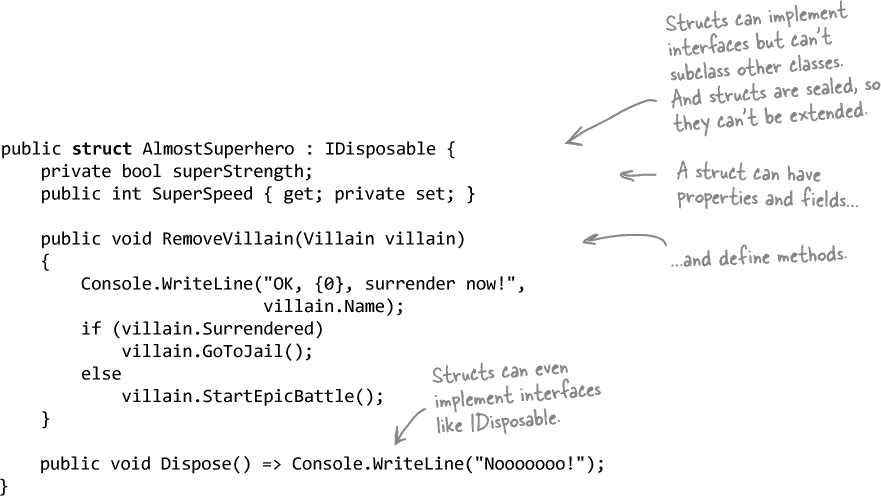 Structs can implement
interfaces but can't
subclass other classes.
And structs are sealed, so
they can't be extended.
public struct AlmostSuperhero : IDisposable {
    private bool superStrength;
    public int SuperSpeed { get; private set; }
A struct can have
properties and fields...
    public void RemoveVillain(Villain villain)
    {
...and define methods.
        Console.WriteLine("OK, {0}, surrender now!",
                          villain.Name);
        if (villain.Surrendered)
            villain.GoToJail();
        else
            villain.StartEpicBattle();
    }
Structs can even
implement interfaces
like IDisposable.
    public void Dispose() => Console.WriteLine("Nooooooo!");
}